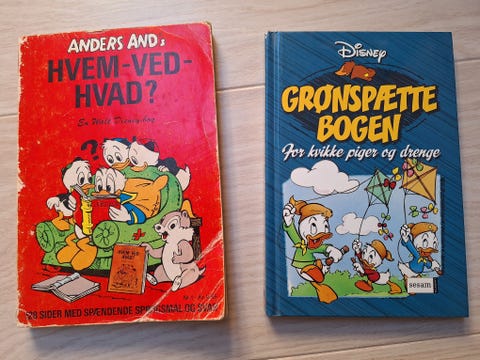 ANDERS AND's
HVEM-VED-
HVAD?
En Walt Disney-bog
HVEM-VED
HVAD?
128 SIDER MED SPÆNDENDE SPØRGSMÅL OG SVAR
Disney
GRØNSPÆTTE
BOGEN
For kvikke piger og drenge
sesam